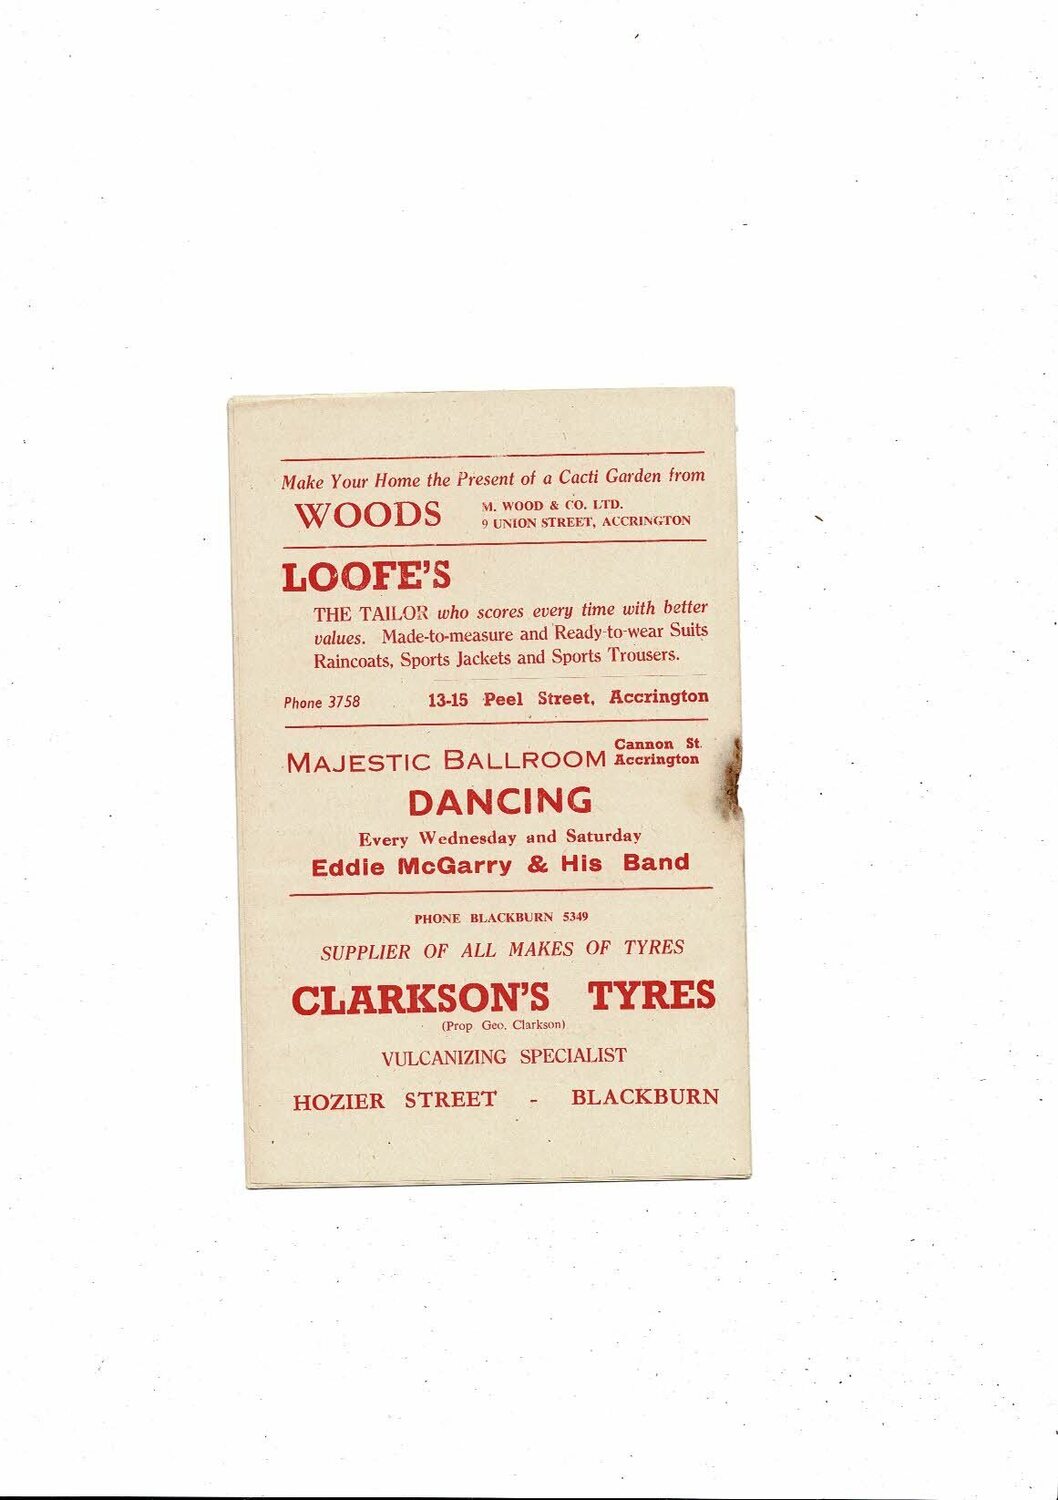 Make Your Home the Present of a Cacti Garden from
WOODS
M. WOOD & CO. LTD.
9 UNION STREET, ACCRINGTON
LOOFE'S
THE TAILOR who scores every time with better
values. Made-to-measure and Ready-to-wear Suits
Raincoats, Sports Jackets and Sports Trousers.
Phone 3758 13-15 Peel Street, Accrington
MAJESTIC BALLROOM
Cannon St.
Accrington
DANCING
Every Wednesday and Saturday
Eddie McGarry & His Band
PHONE BLACKBURN 5349
SUPPLIER OF ALL MAKES OF TYRES
CLARKSON'S TYRES
(Prop Geo. Clarkson)
VULCANIZING SPECIALIST
HOZIER STREET - BLACKBURN